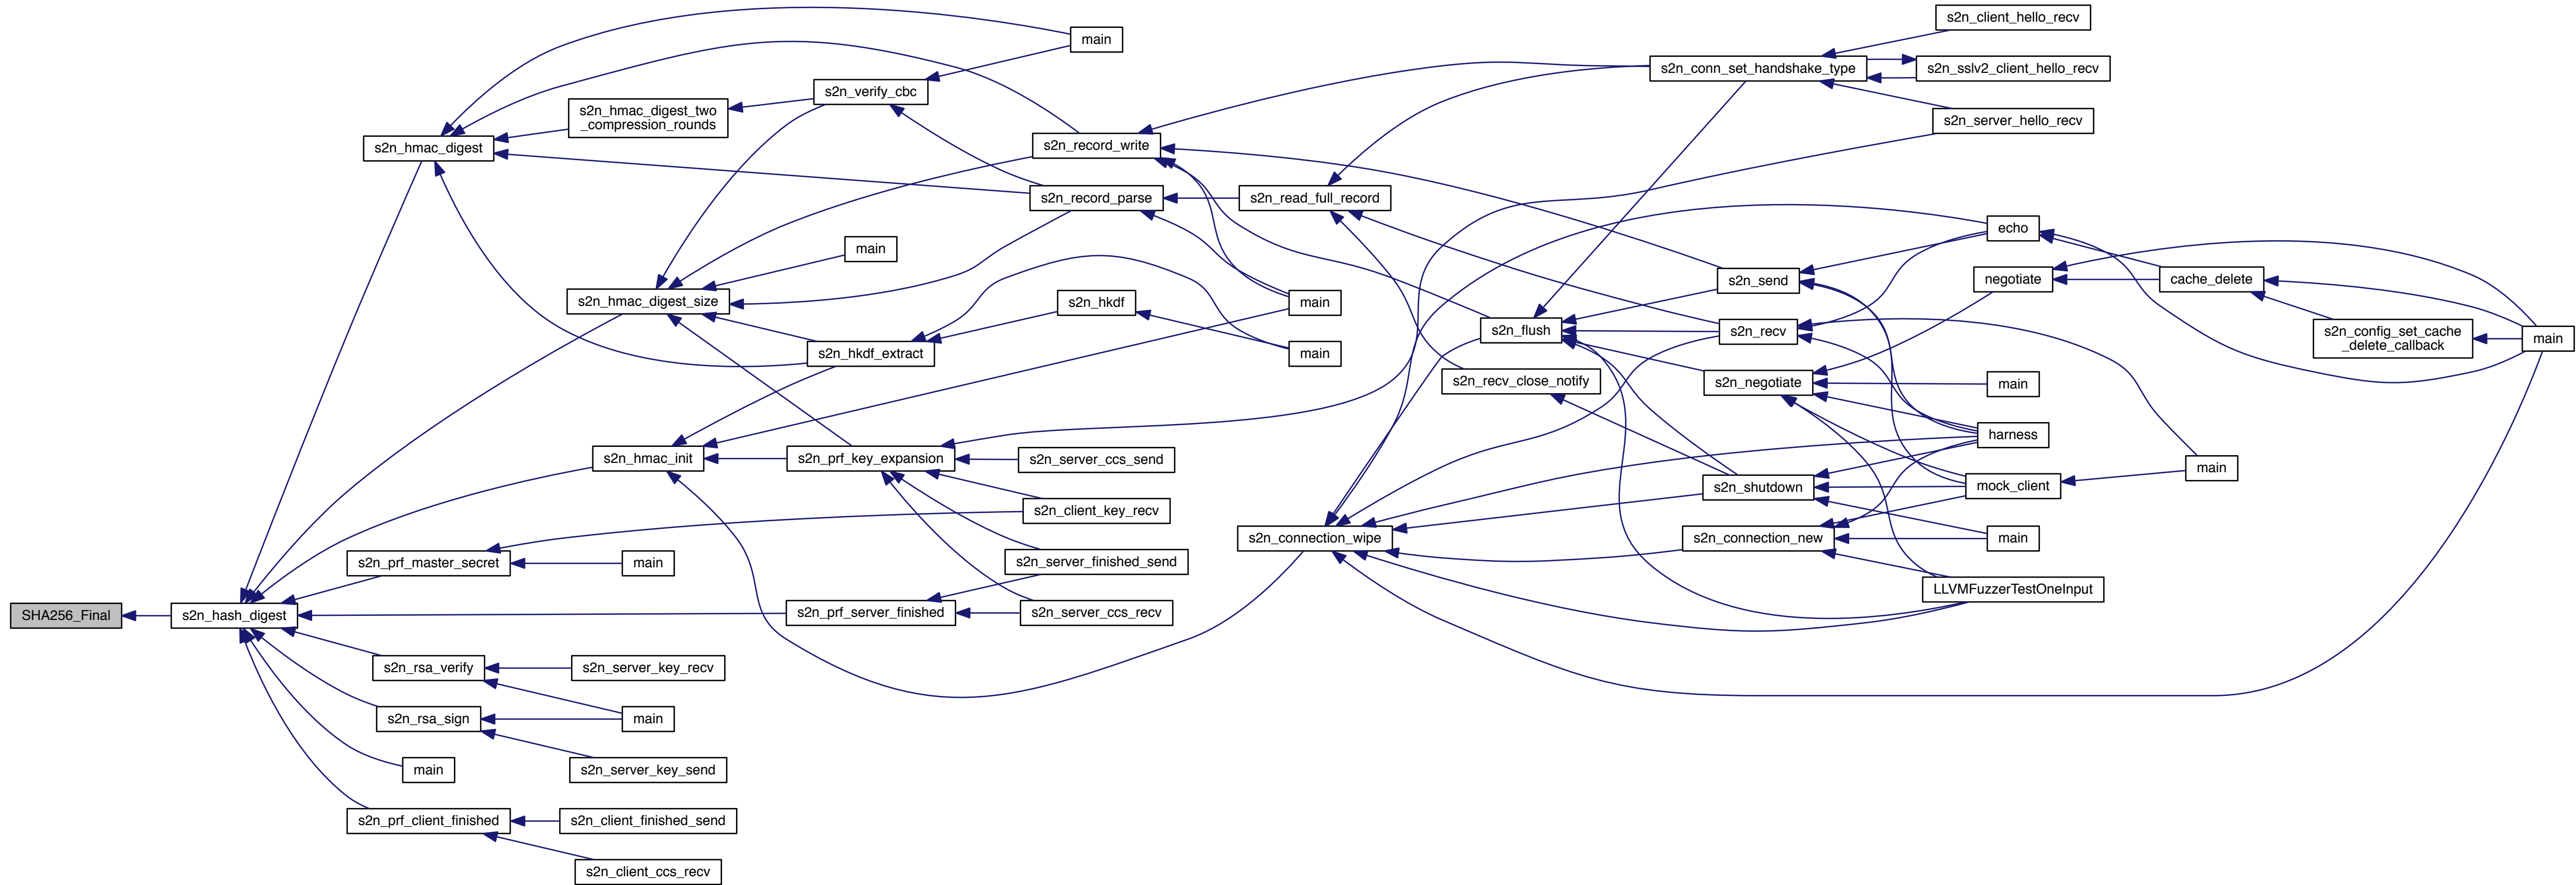 SHA256_Final
s2n_hash_digest
s2n_hmac_digest
s2n_hmac_digest_two
_compression_rounds
s2n_verify_cbc
main
s2n_record_write
s2n_record_parse
s2n_hmac_digest_size
main
s2n_hkdf_extract
s2n_hkdf
main
main
s2n_hmac_init
s2n_prf_key_expansion
s2n_server_ccs_send
s2n_client_key_recv
s2n_prf_master_secret
main
s2n_server_finished_send
s2n_prf_server_finished
s2n_server_ccs_recv
s2n_rsa_verify
s2n_server_key_recv
s2n_rsa_sign
main
s2n_server_key_send
main
s2n_prf_client_finished
s2n_client_finished_send
s2n_client_ccs_recv
s2n_read_full_record
s2n_connection_wipe
s2n_recv_close_notify
s2n_flush
s2n_conn_set_handshake_type
s2n_client_hello_recv
s2n_sslv2_client_hello_recv
s2n_server_hello_recv
s2n_send
s2n_recv
s2n_negotiate
s2n_shutdown
s2n_connection_new
echo
negotiate
main
harness
mock_client
main
LLVMFuzzerTestOneInput
cache_delete
s2n_config_set_cache
_delete_callback
main
main